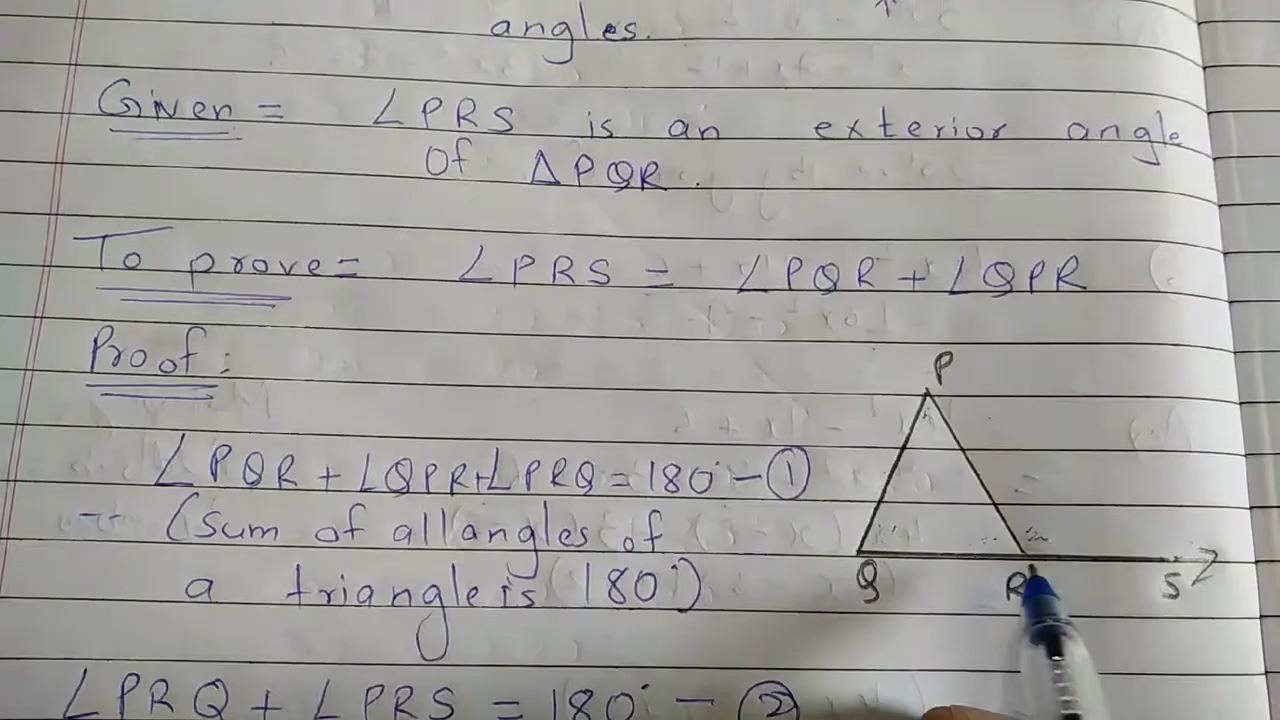 angles.
Given = ∠PRS is an exterior angle
Of ΔPQR.
To prove = ∠PRS = ∠PQR + ∠QPR
Proof:
P
∠PQR + ∠QPR + ∠PRQ = 180° - ①
(Sum of all angles of
a triangle is 180°)
Q R S
∠PRQ + ∠PRS = 180° - ②